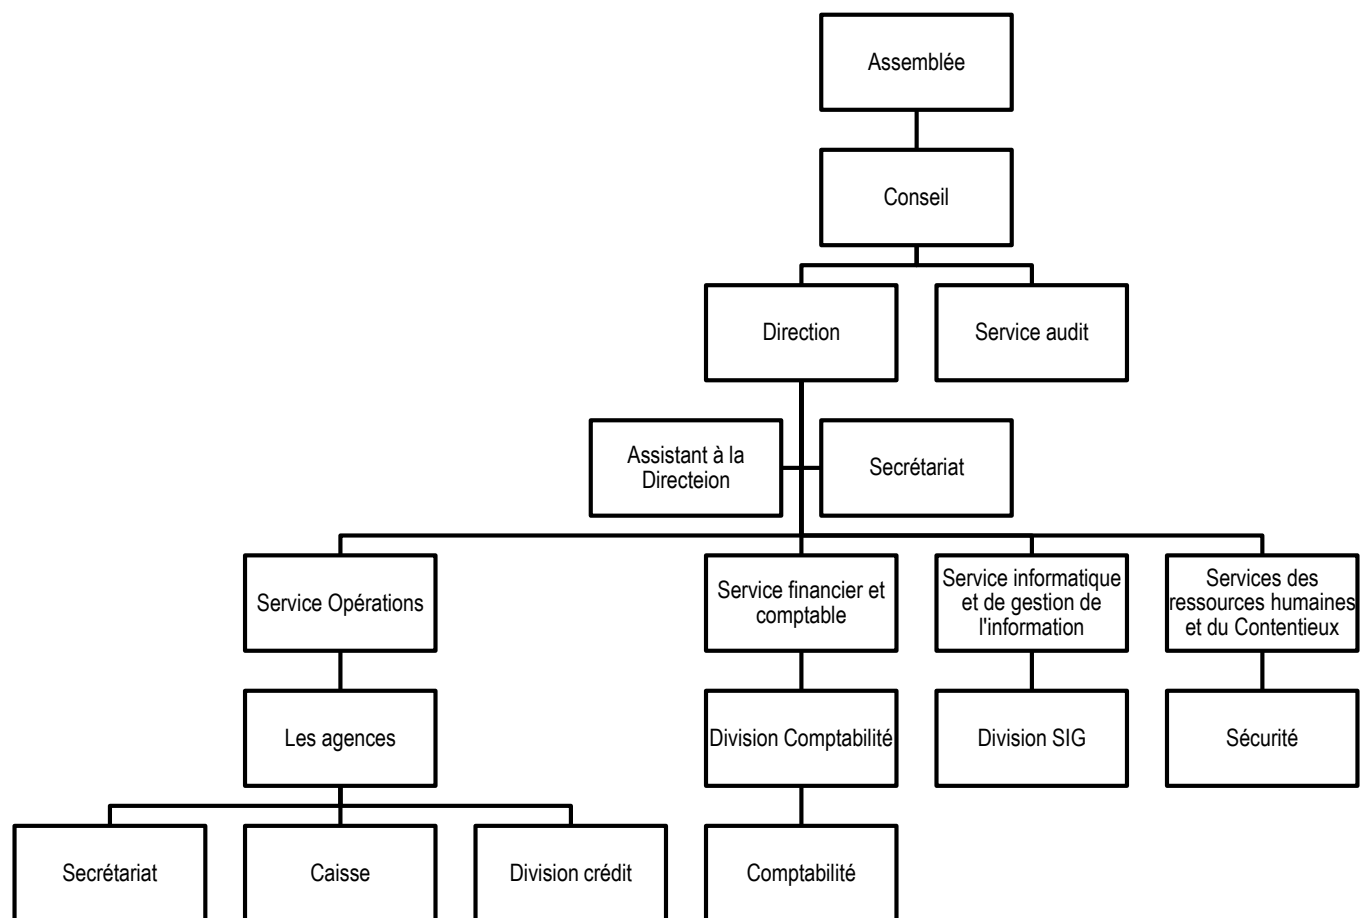 Assemblée
Conseil
Direction
Service audit
Assistant à la
Directeion
Secrétariat
Service Opérations
Service financier et
comptable
Service informatique
et de gestion de
l'information
Services des
ressources humaines
et du Contentieux
Les agences
Division Comptabilité
Division SIG
Sécurité
Secrétariat
Caisse
Division crédit
Comptabilité